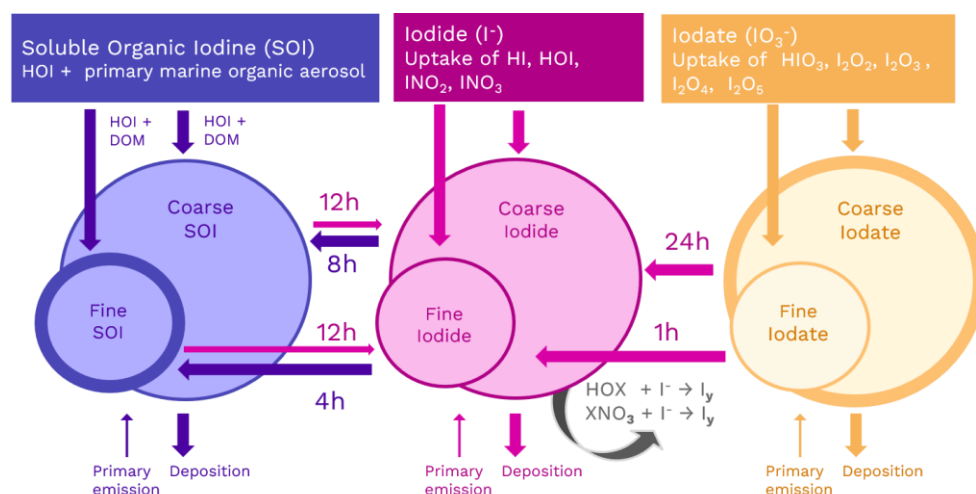 Soluble Organic Iodine (SOI)
HOI + primary marine organic aerosol
Iodide (I⁻)
Uptake of HI, HOI,
INO₂, INO₃
Iodate (IO₃⁻)
Uptake of HIO₃, I₂O₂, I₂O₃ ,
I₂O₄, I₂O₅
HOI +
DOM
HOI +
DOM
Coarse
SOI
Fine
SOI
12h
8h
12h
4h
Coarse
Iodide
Fine
Iodide
24h
1h
Coarse
Iodate
Fine
Iodate
HOX + I⁻ → Iy
XNO₃ + I⁻ → Iy
Primary
emission
Deposition
Primary
emission
Deposition
Primary
emission
Deposition